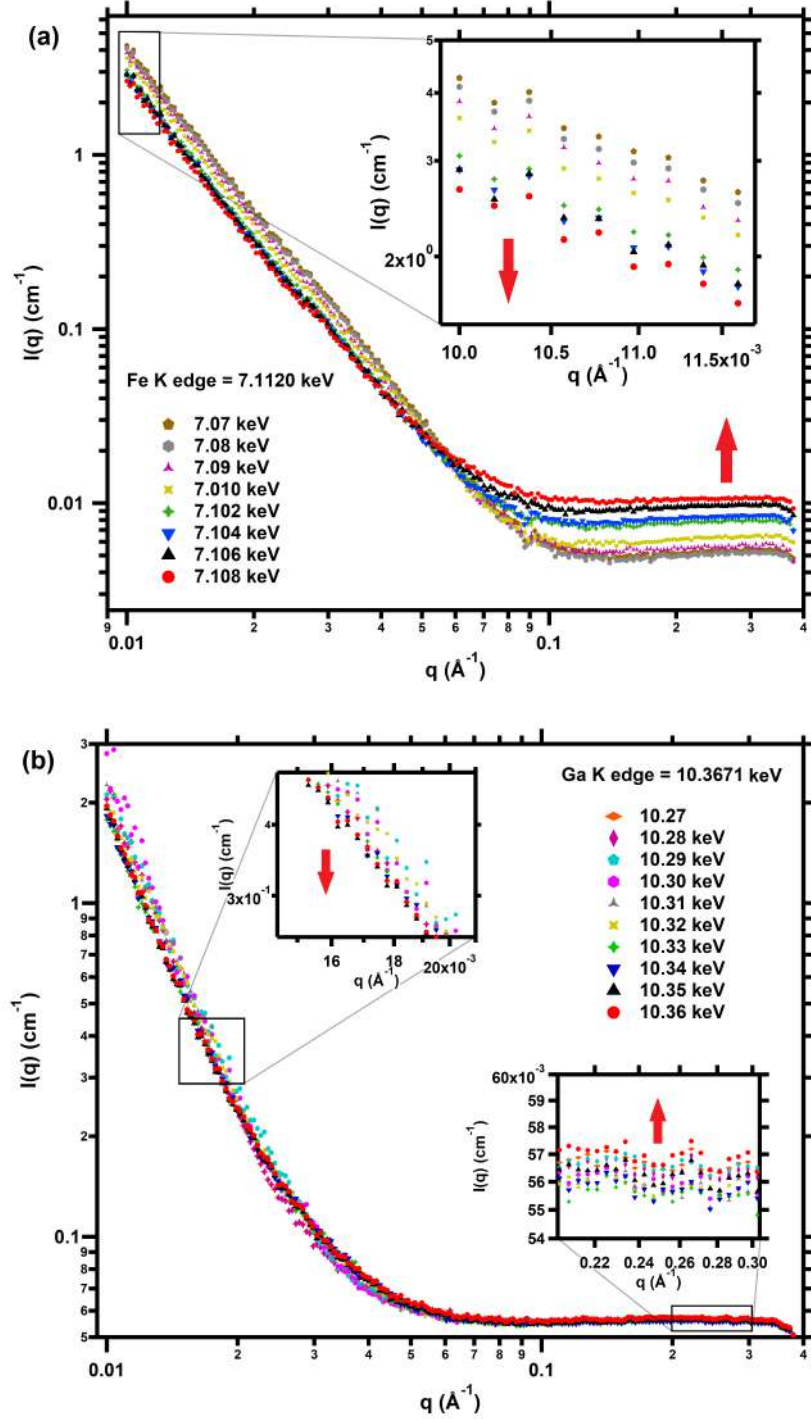 (a)
5
4
3
2x10⁰
I(q) (cm⁻¹)
10.0 10.5 11.0 11.5x10⁻³
q (Å⁻¹)
1
0.1
0.01
I(q) (cm⁻¹)
Fe K edge = 7.1120 keV
7.07 keV
7.08 keV
7.09 keV
7.010 keV
7.102 keV
7.104 keV
7.106 keV
7.108 keV
9 2 3 4 5 6 7 8 9 2 3 4
0.01 0.1
q (Å⁻¹)
(b)
3
2
1
9
8
7
6
5
4
3
2
0.1
9
8
7
6
5
I(q) (cm⁻¹)
4
3x10⁻¹
I(q) (cm⁻¹)
16 18 20x10⁻³
q (Å⁻¹)
Ga K edge = 10.3671 keV
10.27
10.28 keV
10.29 keV
10.30 keV
10.31 keV
10.32 keV
10.33 keV
10.34 keV
10.35 keV
10.36 keV
60x10⁻³
59
58
57
56
55
54
I(q) (cm⁻¹)
0.22 0.24 0.26 0.28 0.30
q (Å⁻¹)
2 3 4 5 6 7 8 9 2 3 4
0.01 0.1
q (Å⁻¹)